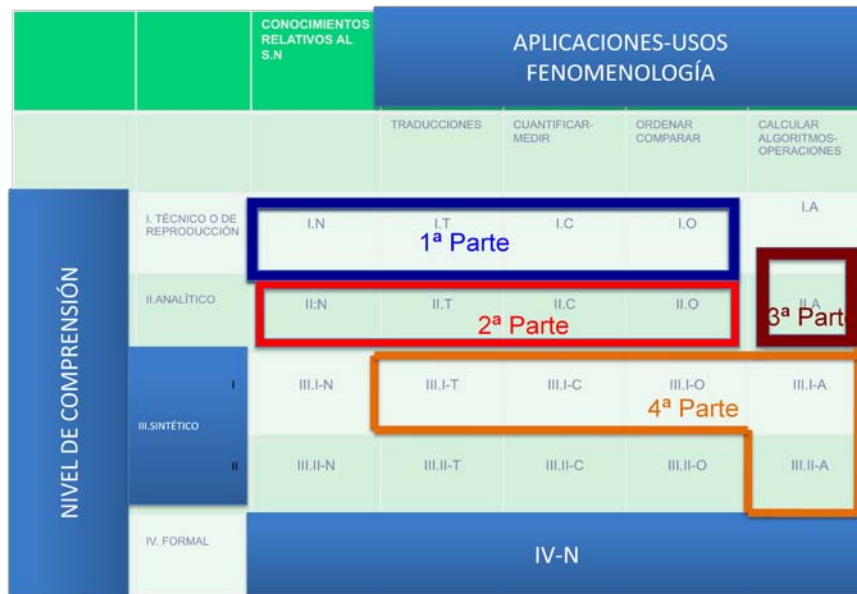 CONOCIMIENTOS
RELATIVOS AL
S.N
APLICACIONES-USOS
FENOMENOLOGÍA
TRADUCCIONES
CUANTIFICAR-
MEDIR
ORDENAR
COMPARAR
CALCULAR
ALGORITMOS-
OPERACIONES
NIVEL DE COMPRENSIÓN
I. TÉCNICO O DE
REPRODUCCIÓN
I.N
I.T
I.C
I.O
I.A
1ª Parte
II.ANALÍTICO
II:N
II.T
II.C
II.O
II.A
2ª Parte
3ª Parte
III.SINTÉTICO
I
III.I-N
III.I-T
III.I-C
III.I-O
III.I-A
4ª Parte
II
III.II-N
III.II-T
III.II-C
III.II-O
III.II-A
IV. FORMAL
IV-N